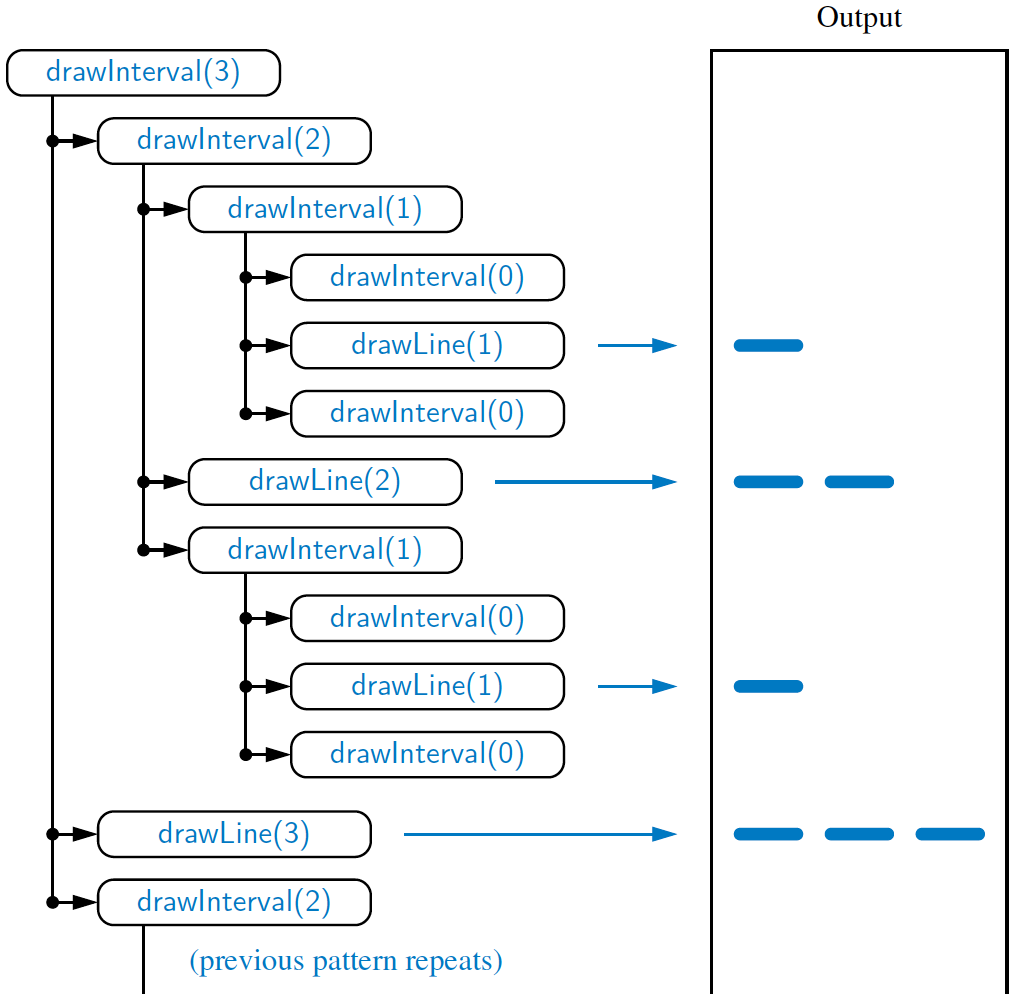 Output
drawInterval(3)
drawInterval(2)
drawInterval(1)
drawInterval(0)
drawLine(1)
drawInterval(0)
drawLine(2)
drawInterval(1)
drawInterval(0)
drawLine(1)
drawInterval(0)
drawLine(3)
drawInterval(2)
(previous pattern repeats)